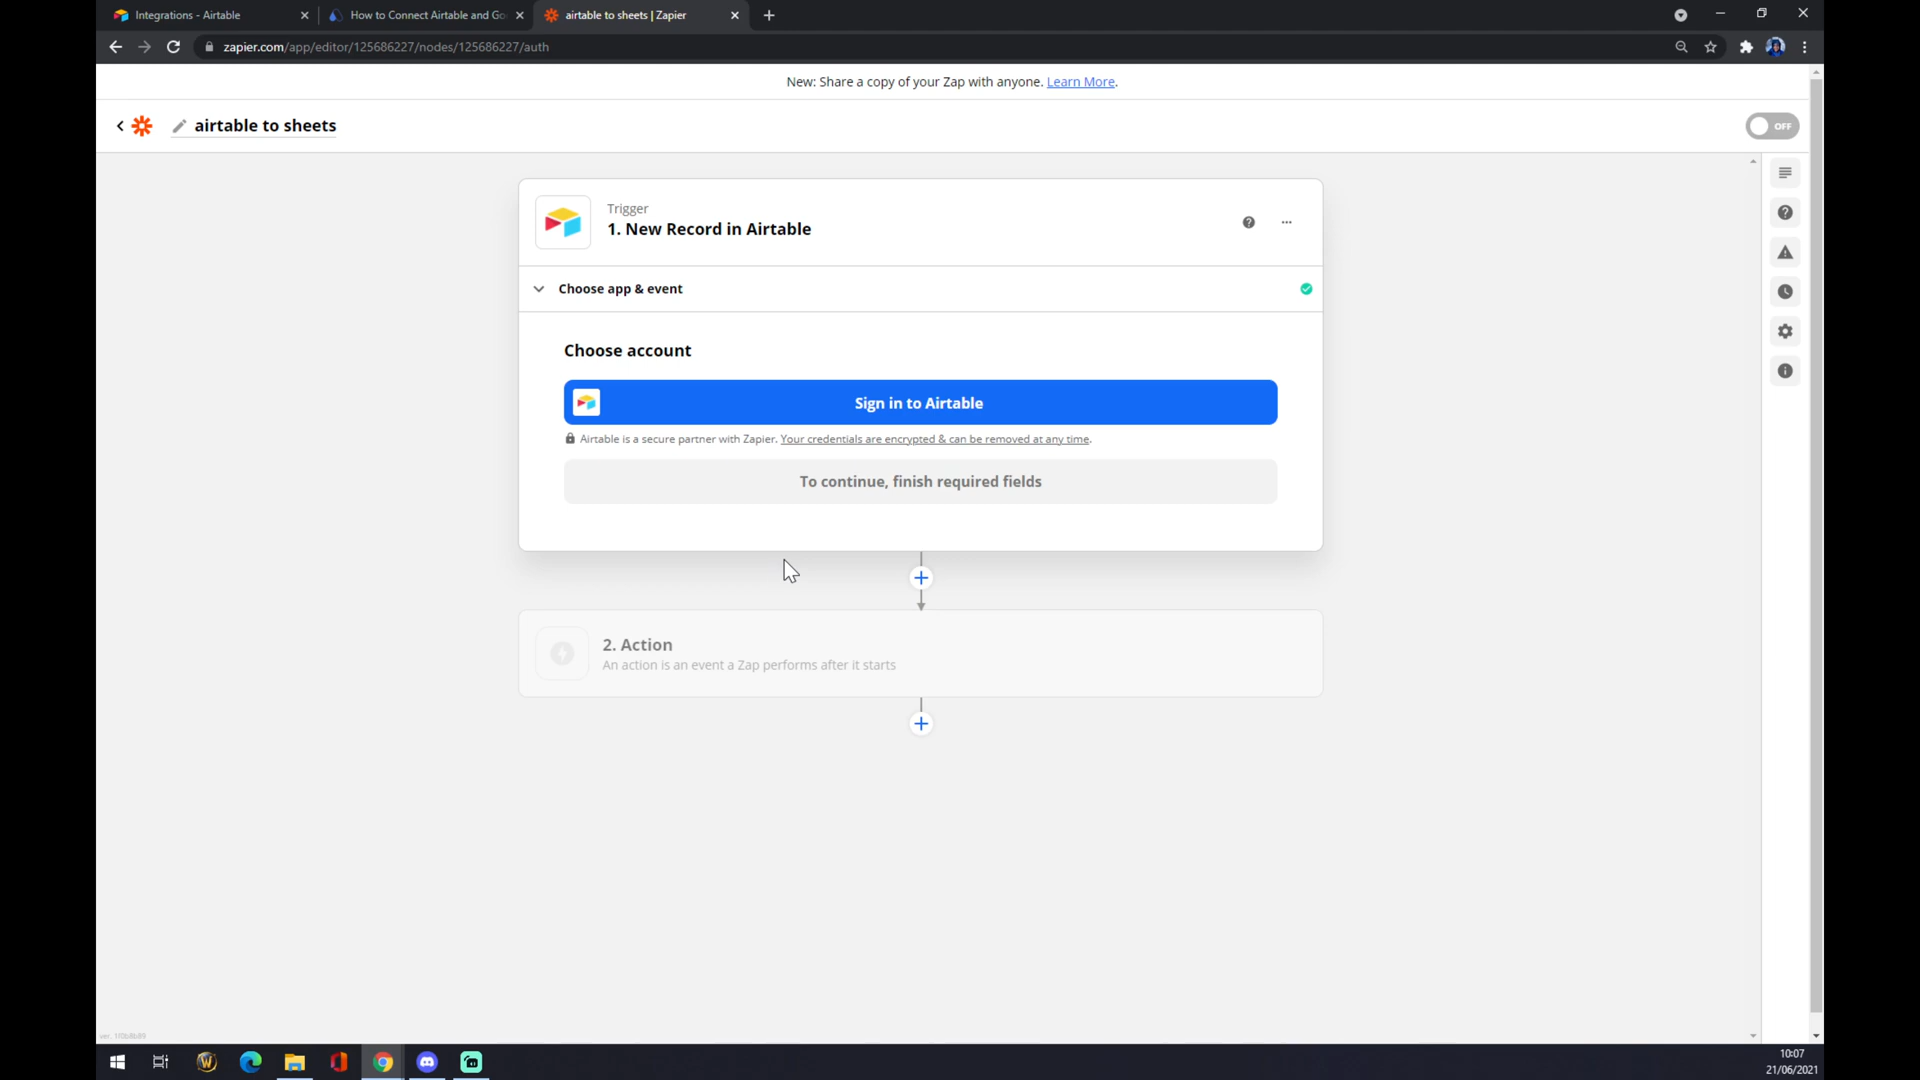 Integrations - Airtable
How to Connect Airtable and Go
airtable to sheets | Zapier
zapier.com/app/editor/125686227/nodes/125686227/auth
New: Share a copy of your Zap with anyone. Learn More.
airtable to sheets
OFF
Trigger
1. New Record in Airtable
Choose app & event
Choose account
Sign in to Airtable
Airtable is a secure partner with Zapier. Your credentials are encrypted & can be removed at any time.
To continue, finish required fields
2. Action
An action is an event a Zap performs after it starts
10:07
21/06/2021